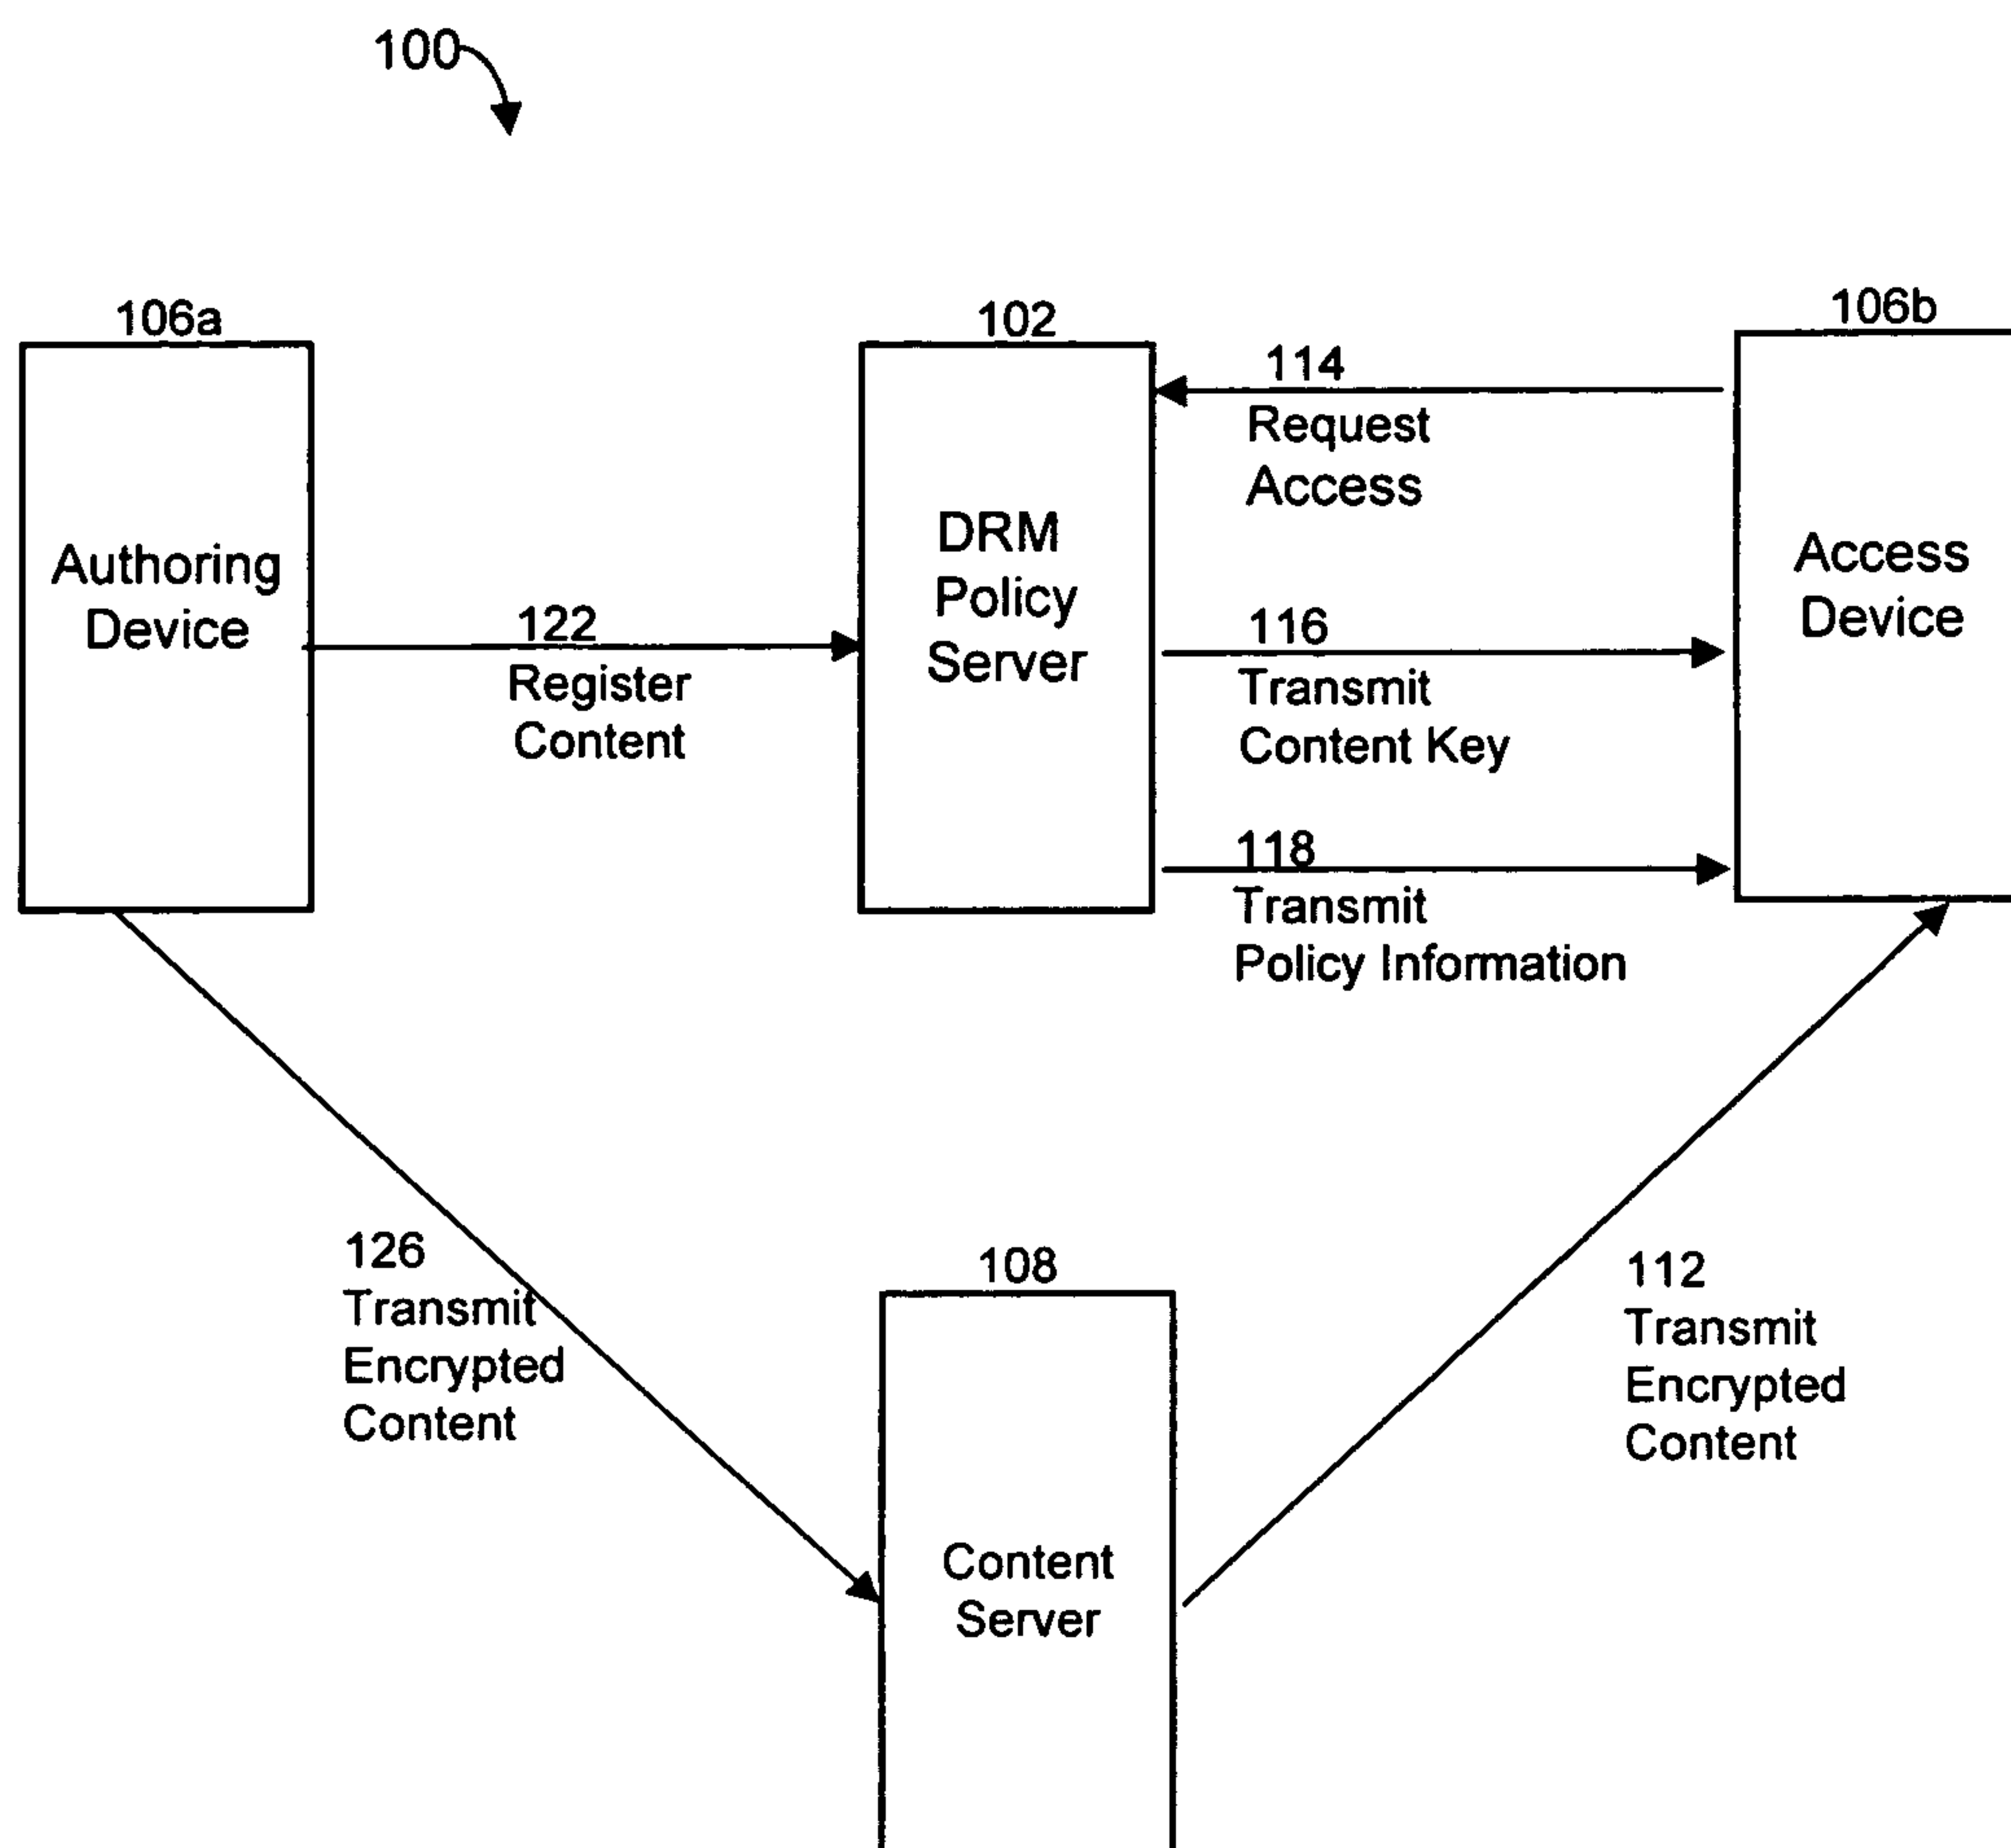 100
106a
102
106b
114
Request
Access
Authoring
Device
DRM
Policy
Server
Access
Device
122
Register
Content
116
Transmit
Content Key
118
Transmit
Policy Information
126
Transmit
Encrypted
Content
108
112
Transmit
Encrypted
Content
Content
Server